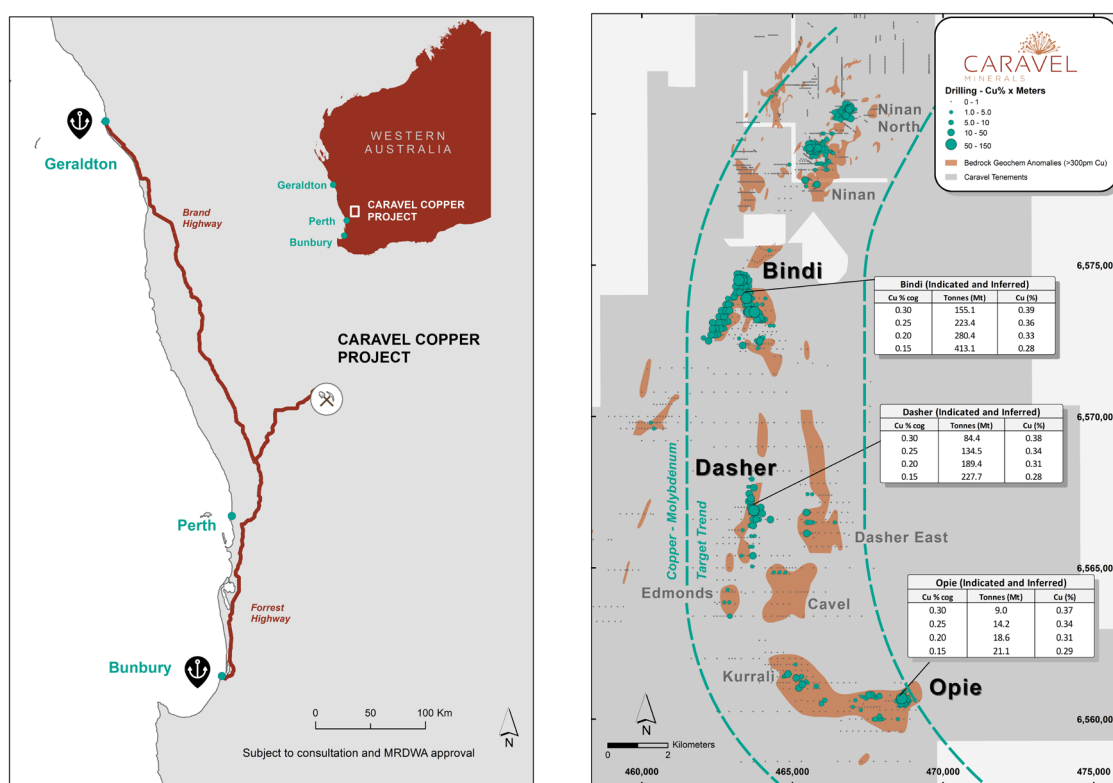 Geraldton
Brand
Highway
WESTERN
AUSTRALIA
Geraldton
CARAVEL COPPER
PROJECT
Perth
Bunbury
CARAVEL COPPER
PROJECT
Perth
Forrest
Highway
Bunbury
0 50 100 Km
N
Subject to consultation and MRDWA approval
CARAVEL
MINERALS
Drilling - Cu% x Meters
0 - 1
1.0 - 5.0
5.0 - 10
10 - 50
50 - 150
Bedrock Geochem Anomalies (>300pm Cu)
Caravel Tenements
Ninan
North
Ninan
Bindi
6,575,000
Bindi (Indicated and Inferred)
Cu % cog Tonnes (Mt) Cu (%)
0.30 155.1 0.39
0.25 223.4 0.36
0.20 280.4 0.33
0.15 413.1 0.28
6,570,000
Dasher (Indicated and Inferred)
Cu % cog Tonnes (Mt) Cu (%)
0.30 84.4 0.38
0.25 134.5 0.34
0.20 189.4 0.31
0.15 227.7 0.28
Dasher
Copper - Molybdenum
Target Trend
Dasher East
6,565,000
Edmonds
Cavel
Opie (Indicated and Inferred)
Cu % cog Tonnes (Mt) Cu (%)
0.30 9.0 0.37
0.25 14.2 0.34
0.20 18.6 0.31
0.15 21.1 0.29
Kurrali
Opie
6,560,000
N
Kilometers
0 2
460,000 465,000 470,000 475,000